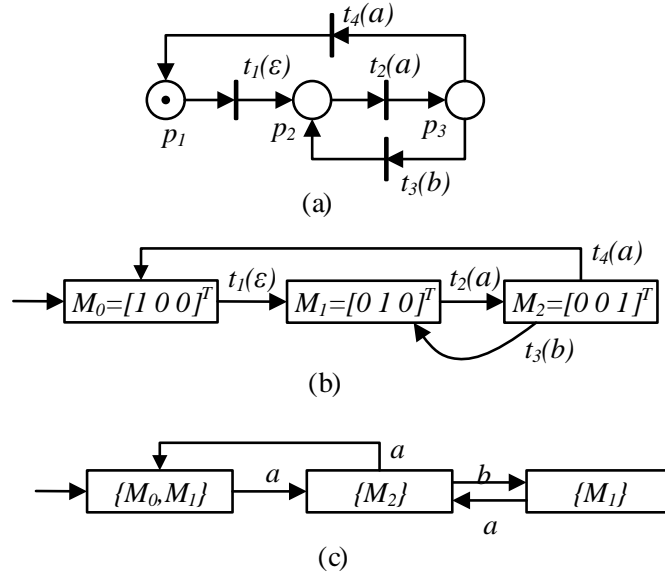 t4(a)
t1(ε) t2(a)
p1 p2 p3
t3(b)
(a)
t4(a)
t1(ε) t2(a)
M0=[1 0 0]^T M1=[0 1 0]^T M2=[0 0 1]^T
t3(b)
(b)
a
{M0,M1} a {M2} b {M1}
a
(c)